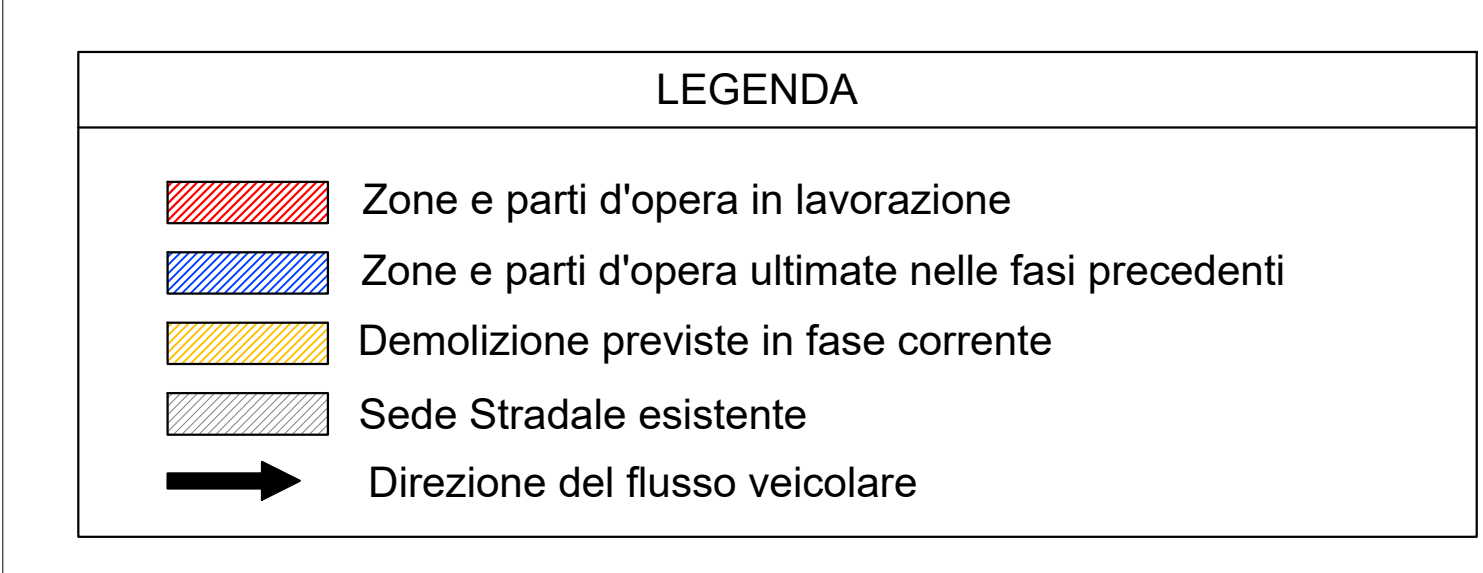 LEGENDA
Zone e parti d'opera in lavorazione
Zone e parti d'opera ultimate nelle fasi precedenti
Demolizione previste in fase corrente
Sede Stradale esistente
Direzione del flusso veicolare